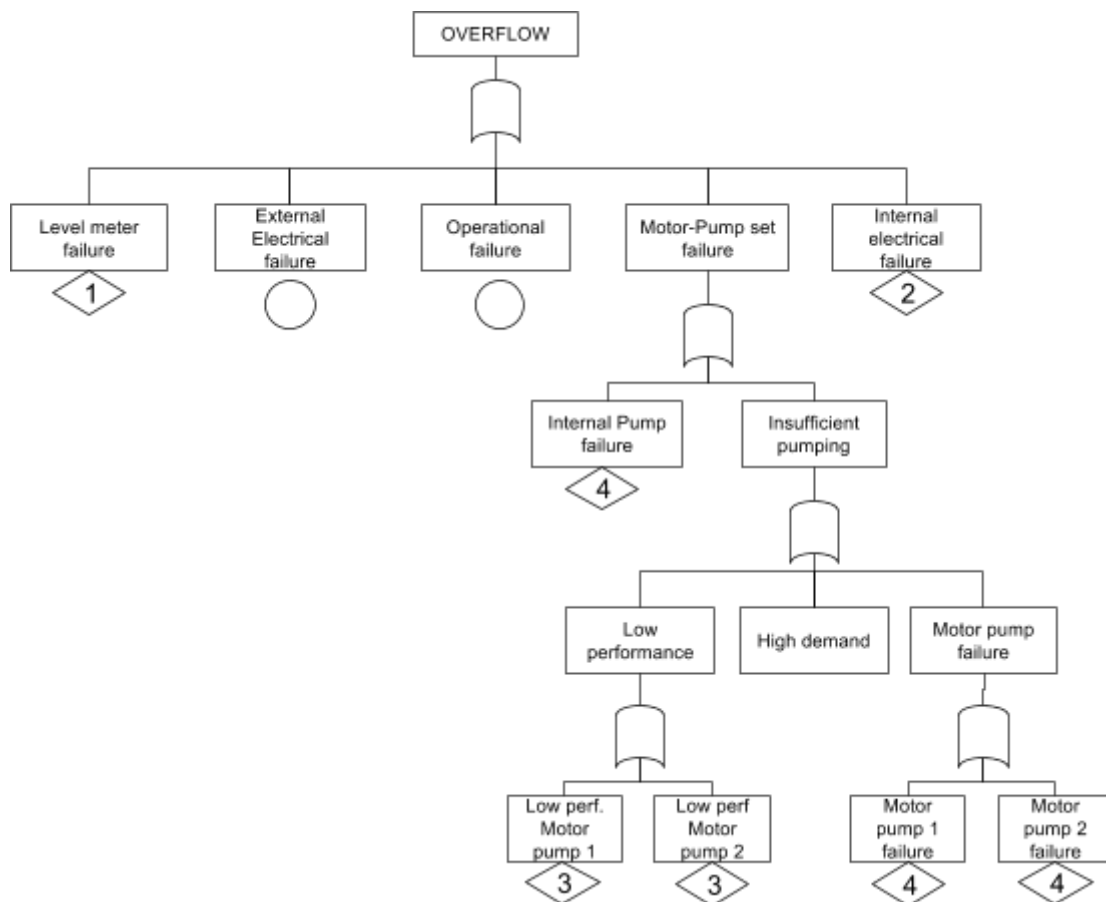 OVERFLOW
Level meter
failure
External
Electrical
failure
Operational
failure
Motor-Pump set
failure
Internal
electrical
failure
1
2
Internal Pump
failure
Insufficient
pumping
4
Low
performance
High demand
Motor pump
failure
Low perf.
Motor
pump 1
Low perf
Motor
pump 2
Motor
pump 1
failure
Motor
pump 2
failure
3
3
4
4